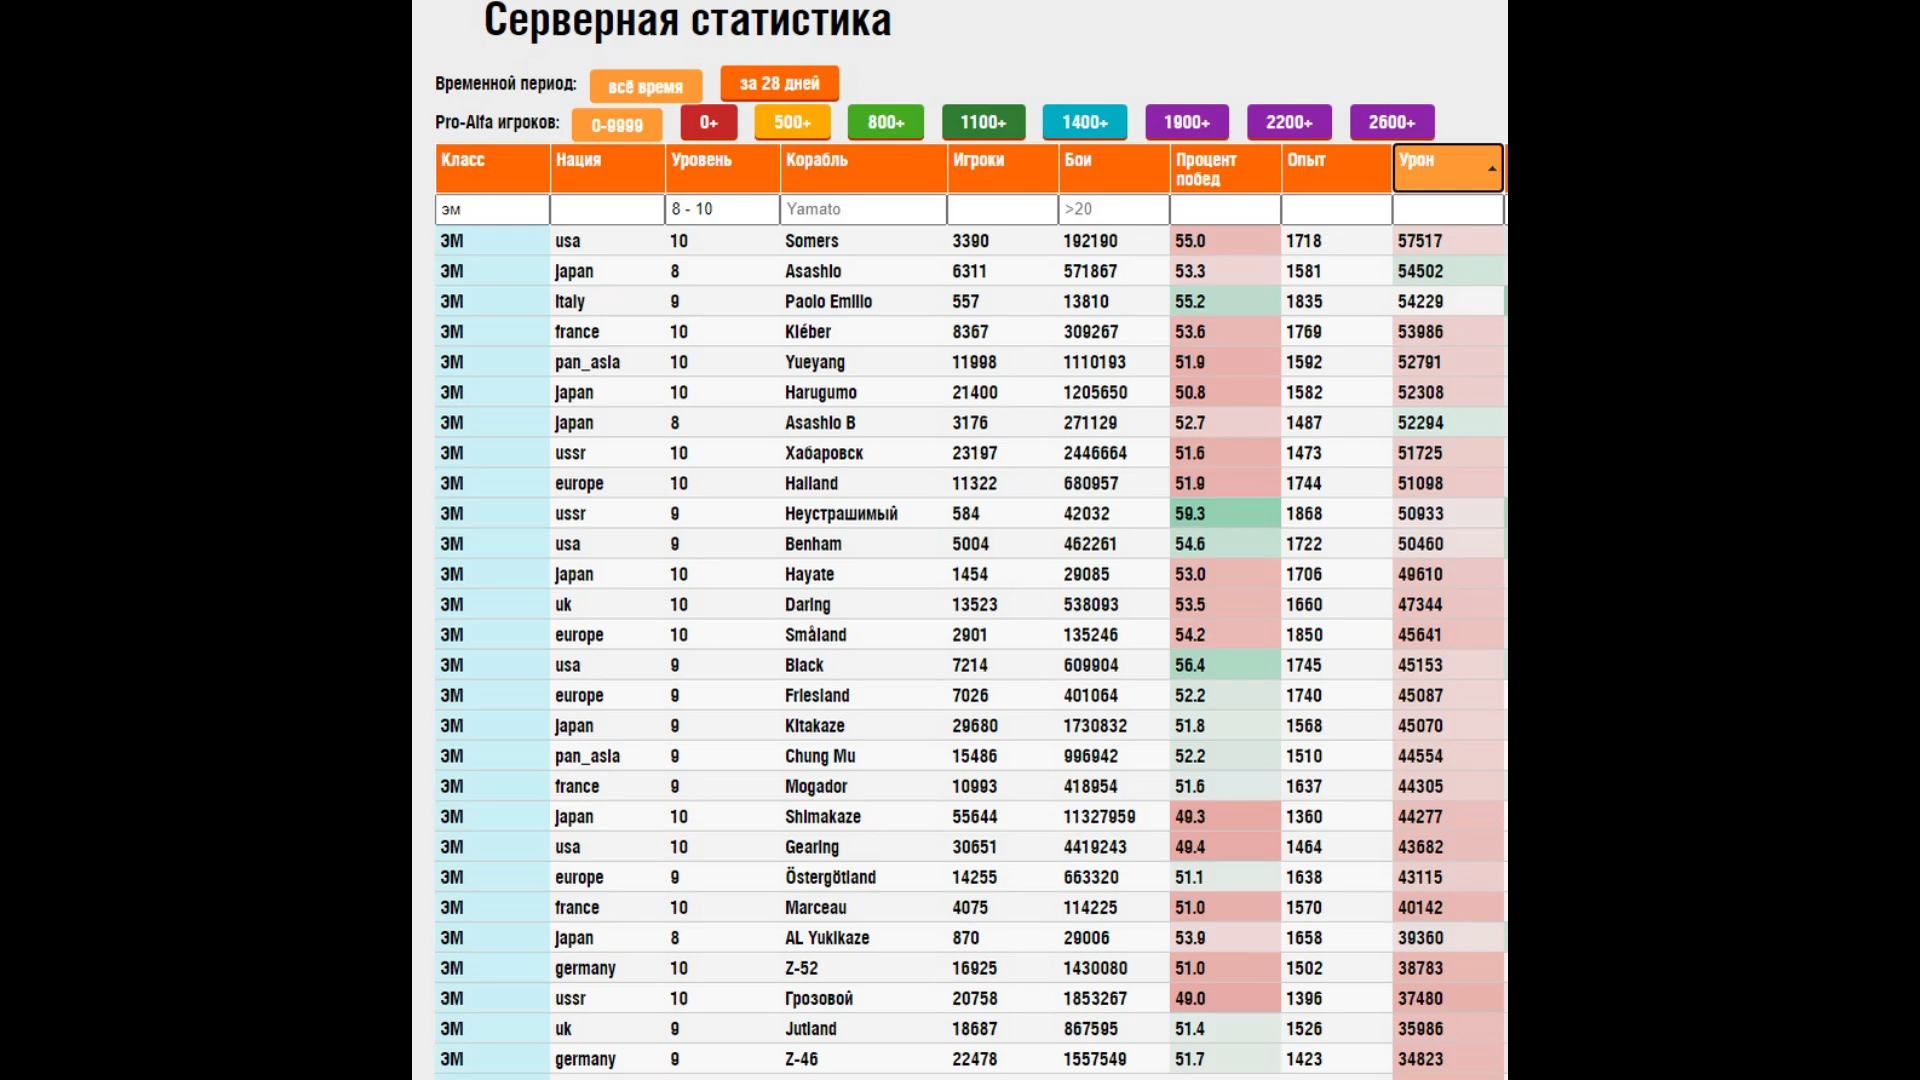 Серверная статистика
Временной период: всё время за 28 дней
Pro-Alfa игроков: 0-9999 0+ 500+ 800+ 1100+ 1400+ 1900+ 2200+ 2600+
Класс Нация Уровень Корабль Игроки Бои Процент побед Опыт Урон
эм 8 - 10 Yamato >20
ЭМ usa 10 Somers 3390 192190 55.0 1718 57517
ЭМ japan 8 Asashio 6311 571867 53.3 1581 54502
ЭМ italy 9 Paolo Emilio 557 13810 55.2 1835 54229
ЭМ france 10 Kléber 8367 309267 53.6 1769 53986
ЭМ pan_asia 10 Yueyang 11998 1110193 51.9 1592 52791
ЭМ japan 10 Harugumo 21400 1205650 50.8 1582 52308
ЭМ japan 8 Asashio B 3176 271129 52.7 1487 52294
ЭМ ussr 10 Хабаровск 23197 2446664 51.6 1473 51725
ЭМ europe 10 Halland 11322 680957 51.9 1744 51098
ЭМ ussr 9 Неустрашимый 584 42032 59.3 1868 50933
ЭМ usa 9 Benham 5004 462261 54.6 1722 50460
ЭМ japan 10 Hayate 1454 29085 53.0 1706 49610
ЭМ uk 10 Daring 13523 538093 53.5 1660 47344
ЭМ europe 10 Småland 2901 135246 54.2 1850 45641
ЭМ usa 9 Black 7214 609904 56.4 1745 45153
ЭМ europe 9 Friesland 7026 401064 52.2 1740 45087
ЭМ japan 9 Kitakaze 29680 1730832 51.8 1568 45070
ЭМ pan_asia 9 Chung Mu 15486 996942 52.2 1510 44554
ЭМ france 9 Mogador 10993 418954 51.6 1637 44305
ЭМ japan 10 Shimakaze 55644 11327959 49.3 1360 44277
ЭМ usa 10 Gearing 30651 4419243 49.4 1464 43682
ЭМ europe 9 Östergötland 14255 663320 51.1 1638 43115
ЭМ france 10 Marceau 4075 114225 51.0 1570 40142
ЭМ japan 8 AL Yukikaze 870 29006 53.9 1658 39360
ЭМ germany 10 Z-52 16925 1430080 51.0 1502 38783
ЭМ ussr 10 Грозовой 20758 1853267 49.0 1396 37480
ЭМ uk 9 Jutland 18687 867595 51.4 1526 35986
ЭМ germany 9 Z-46 22478 1557549 51.7 1423 34823